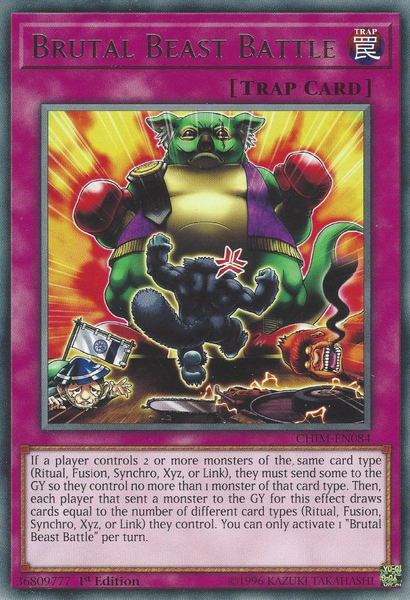 BRUTAL BEAST BATTLE
TRAP
罠
[TRAP CARD]
CHIM-EN084
If a player controls 2 or more monsters of the same card type
(Ritual, Fusion, Synchro, Xyz, or Link), they must send some to the
GY so they control no more than 1 monster of that card type. Then,
each player that sent a monster to the GY for this effect draws
cards equal to the number of different card types (Ritual, Fusion,
Synchro, Xyz, or Link) they control. You can only activate 1 "Brutal
Beast Battle" per turn.
36809777 1st Edition ©1996 KAZUKI TAKAHASHI